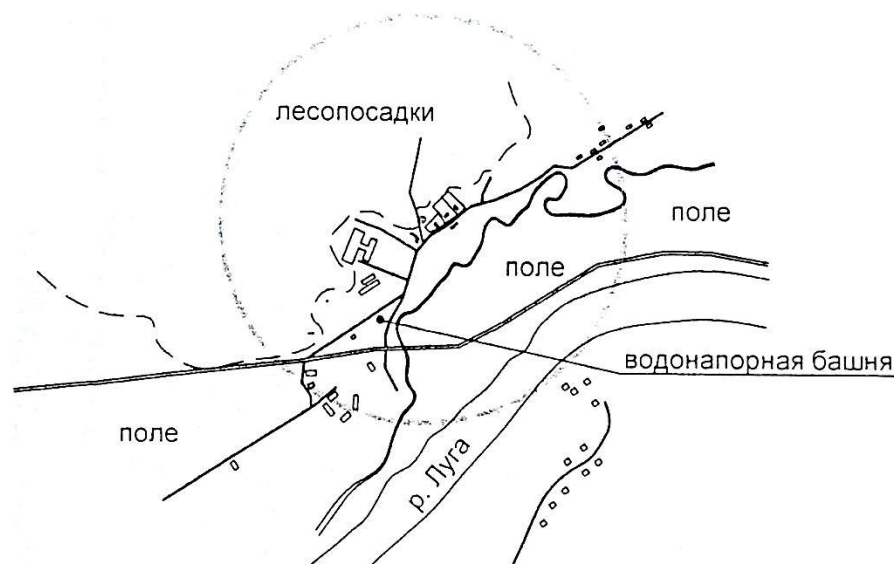 лесопосадки
поле
поле
водонапорная башня
поле
р. Луга